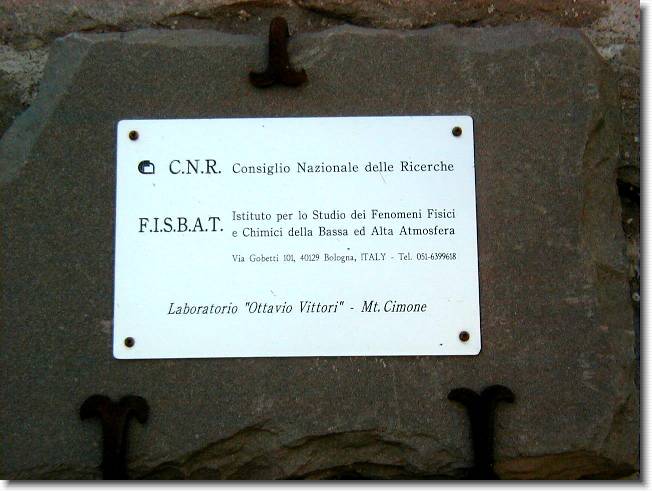 C.N.R. Consiglio Nazionale delle Ricerche
F.I.S.B.A.T. Istituto per lo Studio dei Fenomeni Fisici
e Chimici della Bassa ed Alta Atmosfera
Via Gobetti 101, 40129 Bologna, ITALY - Tel. 051-6399618
Laboratorio "Ottavio Vittori" - Mt. Cimone